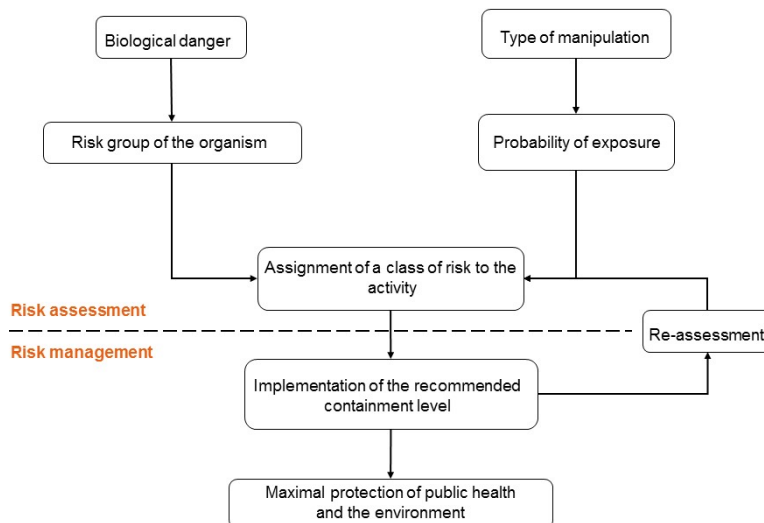 Biological danger
Type of manipulation
Risk group of the organism
Probability of exposure
Assignment of a class of risk to the
activity
Risk assessment
Re-assessment
Risk management
Implementation of the recommended
containment level
Maximal protection of public health
and the environment